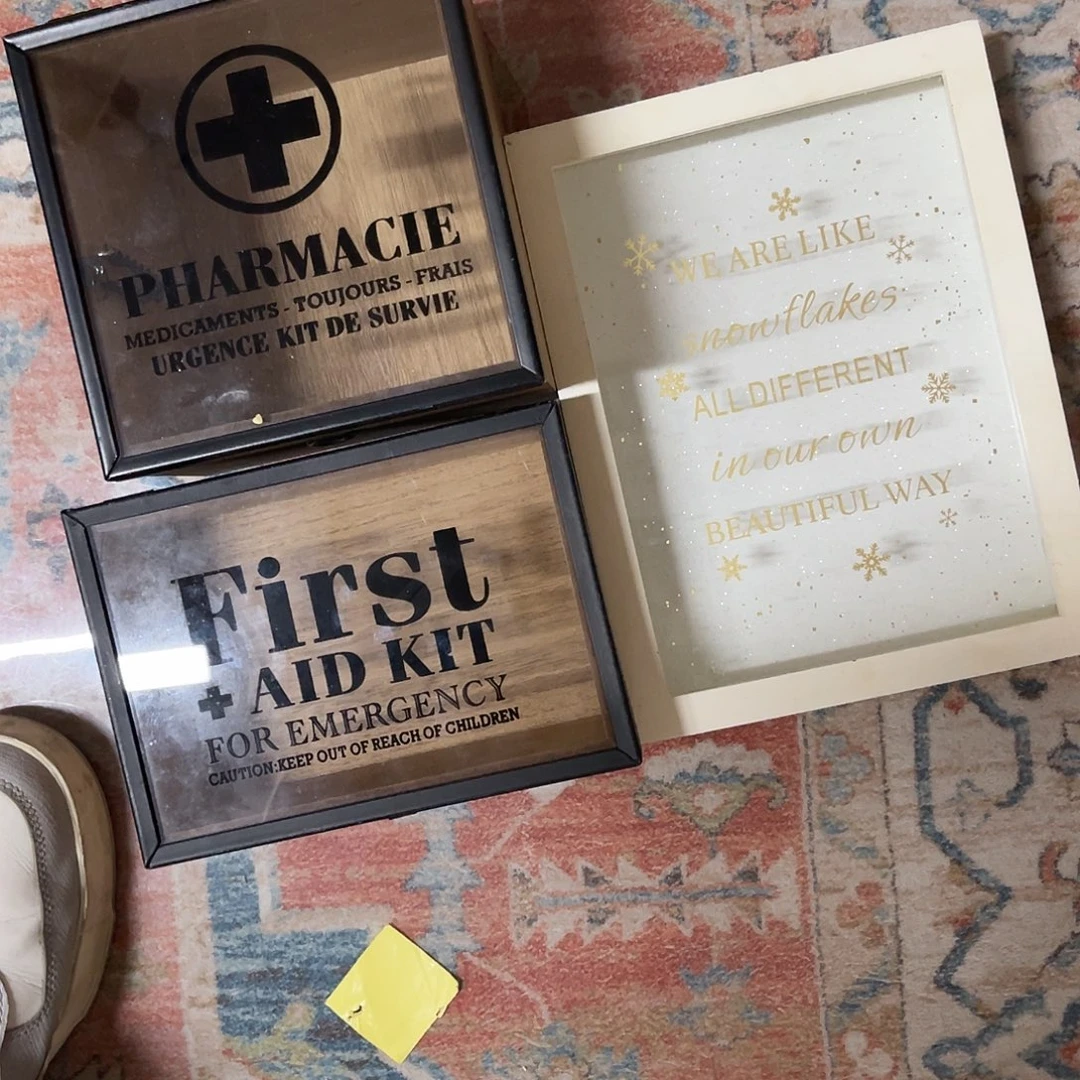 PHARMACIE
MEDICAMENTS - TOUJOURS - FRAIS
URGENCE KIT DE SURVIE
First
AID KIT
FOR EMERGENCY
CAUTION:KEEP OUT OF REACH OF CHILDREN
WE ARE LIKE
snowflakes
ALL DIFFERENT
in our own
BEAUTIFUL WAY